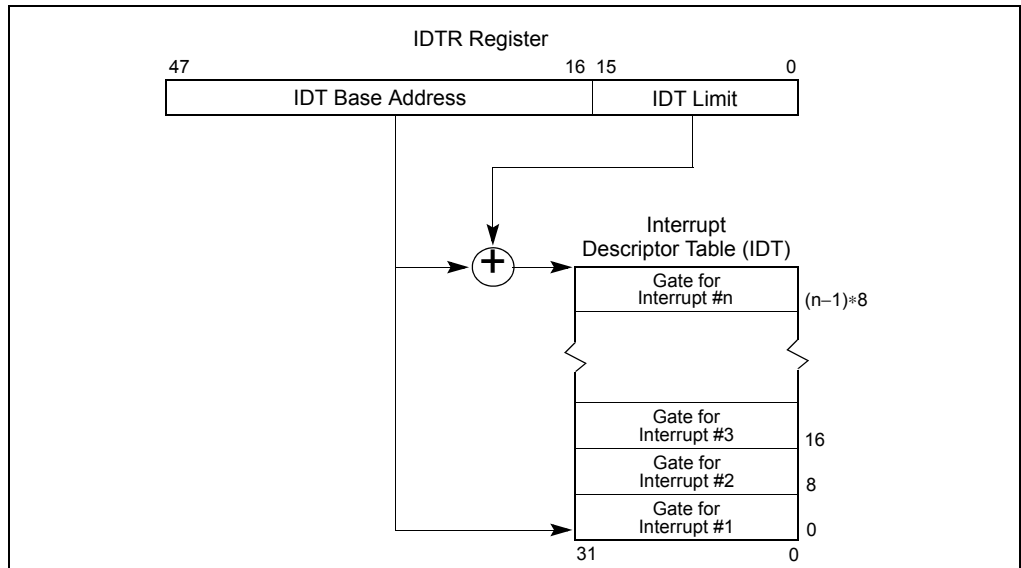 IDTR Register
47 16 15 0
IDT Base Address IDT Limit
+
Interrupt
Descriptor Table (IDT)
Gate for
Interrupt #n
(n−1)∗8
Gate for
Interrupt #3
16
Gate for
Interrupt #2
8
Gate for
Interrupt #1
0
31 0